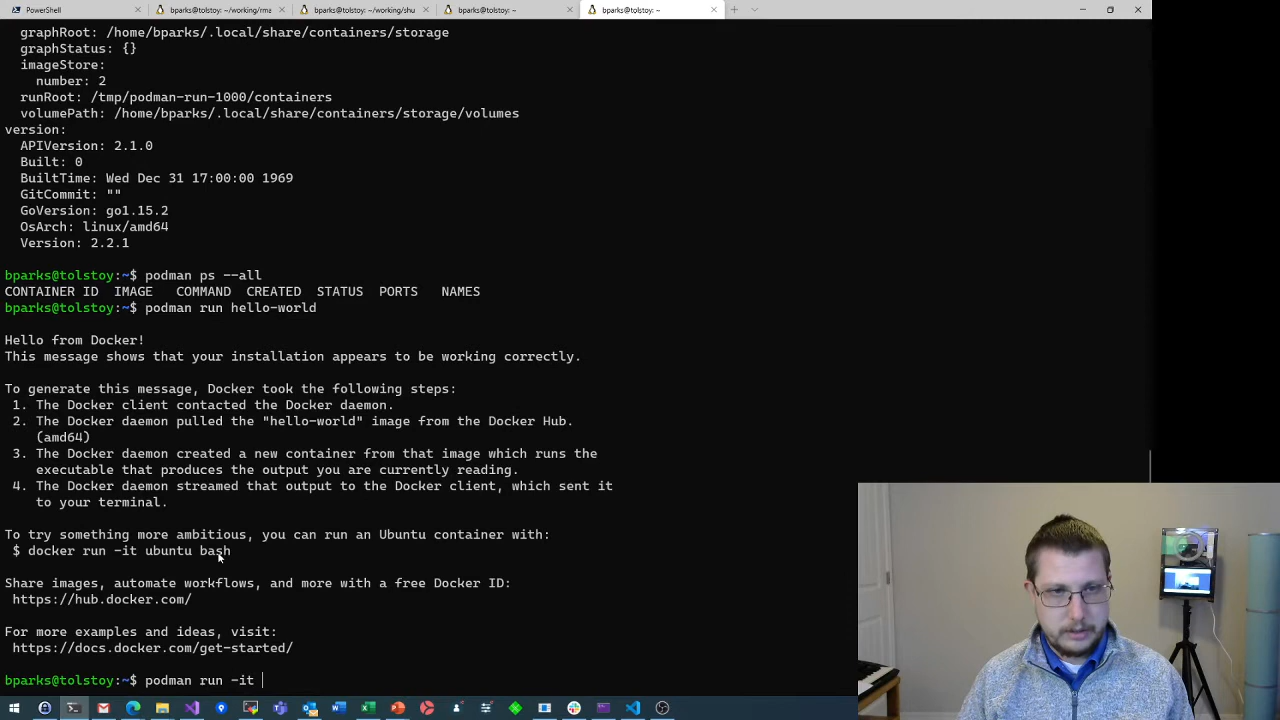 PowerShell
bparks@tolstoy: ~/working/rma
bparks@tolstoy: ~/working/shu
bparks@tolstoy: ~
bparks@tolstoy: ~
graphRoot: /home/bparks/.local/share/containers/storage
graphStatus: {}
imageStore:
number: 2
runRoot: /tmp/podman-run-1000/containers
volumePath: /home/bparks/.local/share/containers/storage/volumes
version:
APIVersion: 2.1.0
Built: 0
BuiltTime: Wed Dec 31 17:00:00 1969
GitCommit: ""
GoVersion: go1.15.2
OsArch: linux/amd64
Version: 2.2.1
bparks@tolstoy:~$ podman ps --all
CONTAINER ID IMAGE COMMAND CREATED STATUS PORTS NAMES
bparks@tolstoy:~$ podman run hello-world
Hello from Docker!
This message shows that your installation appears to be working correctly.
To generate this message, Docker took the following steps:
1. The Docker client contacted the Docker daemon.
2. The Docker daemon pulled the "hello-world" image from the Docker Hub.
(amd64)
3. The Docker daemon created a new container from that image which runs the
executable that produces the output you are currently reading.
4. The Docker daemon streamed that output to the Docker client, which sent it
to your terminal.
To try something more ambitious, you can run an Ubuntu container with:
$ docker run -it ubuntu bash
Share images, automate workflows, and more with a free Docker ID:
https://hub.docker.com/
For more examples and ideas, visit:
https://docs.docker.com/get-started/
bparks@tolstoy:~$ podman run -it